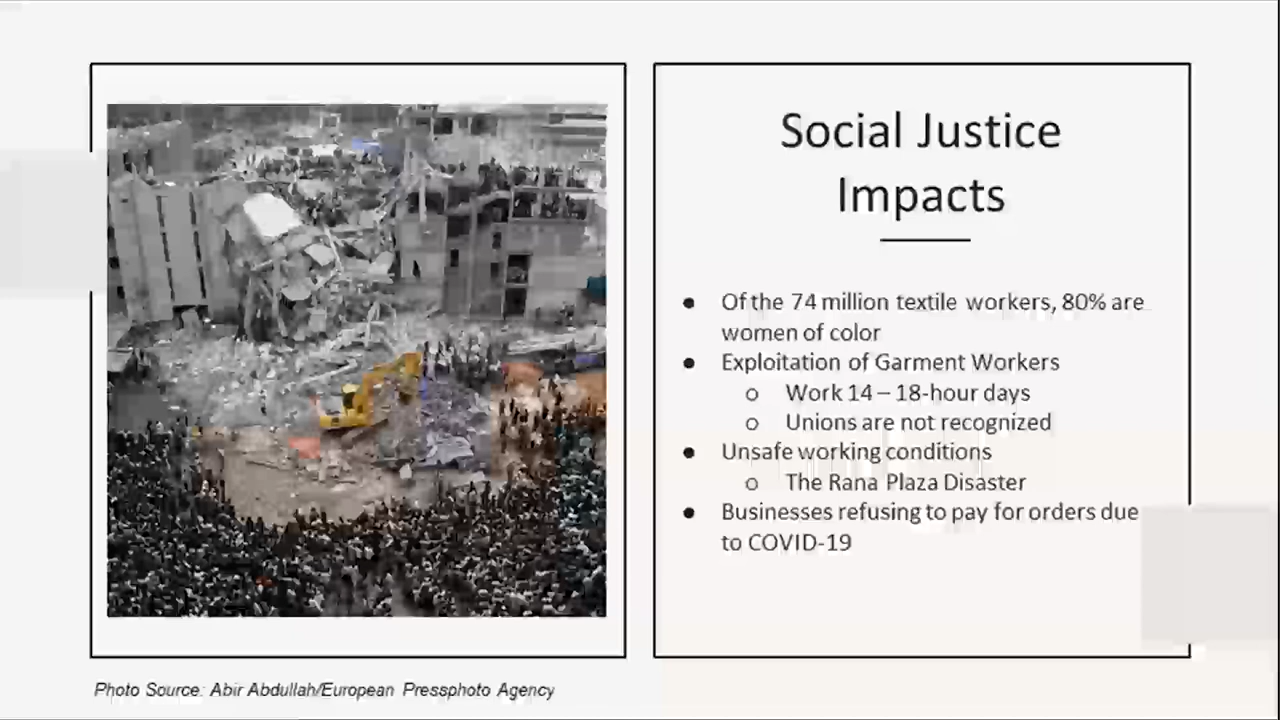 Social Justice
Impacts
● Of the 74 million textile workers, 80% are
women of color
● Exploitation of Garment Workers
o Work 14 – 18-hour days
o Unions are not recognized
● Unsafe working conditions
o The Rana Plaza Disaster
● Businesses refusing to pay for orders due
to COVID-19
Photo Source: Abir Abdullah/European Pressphoto Agency